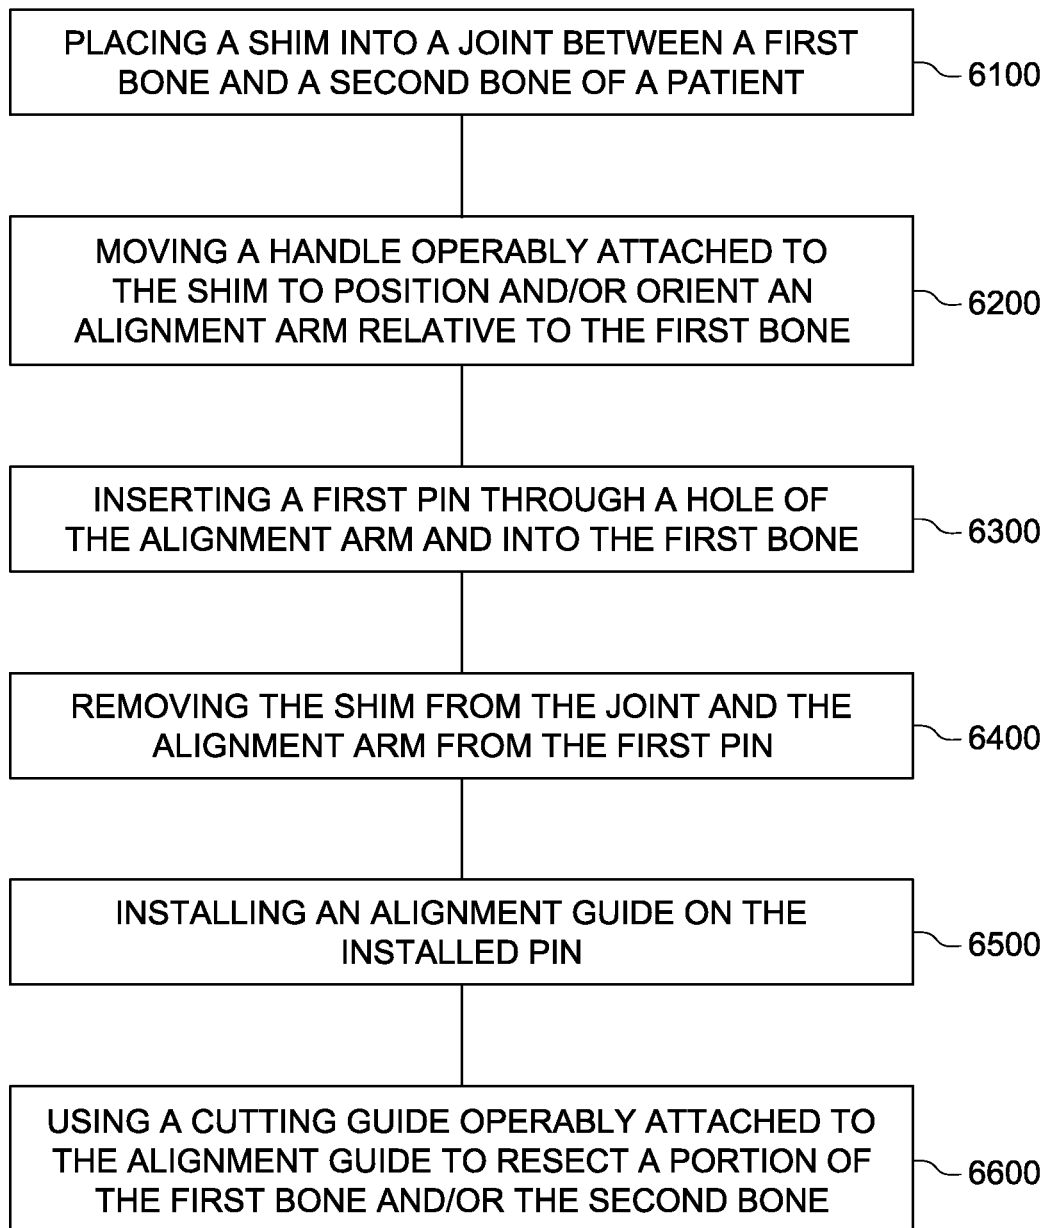 PLACING A SHIM INTO A JOINT BETWEEN A FIRST
BONE AND A SECOND BONE OF A PATIENT
6100
MOVING A HANDLE OPERABLY ATTACHED TO
THE SHIM TO POSITION AND/OR ORIENT AN
ALIGNMENT ARM RELATIVE TO THE FIRST BONE
6200
INSERTING A FIRST PIN THROUGH A HOLE OF
THE ALIGNMENT ARM AND INTO THE FIRST BONE
6300
REMOVING THE SHIM FROM THE JOINT AND THE
ALIGNMENT ARM FROM THE FIRST PIN
6400
INSTALLING AN ALIGNMENT GUIDE ON THE
INSTALLED PIN
6500
USING A CUTTING GUIDE OPERABLY ATTACHED TO
THE ALIGNMENT GUIDE TO RESECT A PORTION OF
THE FIRST BONE AND/OR THE SECOND BONE
6600